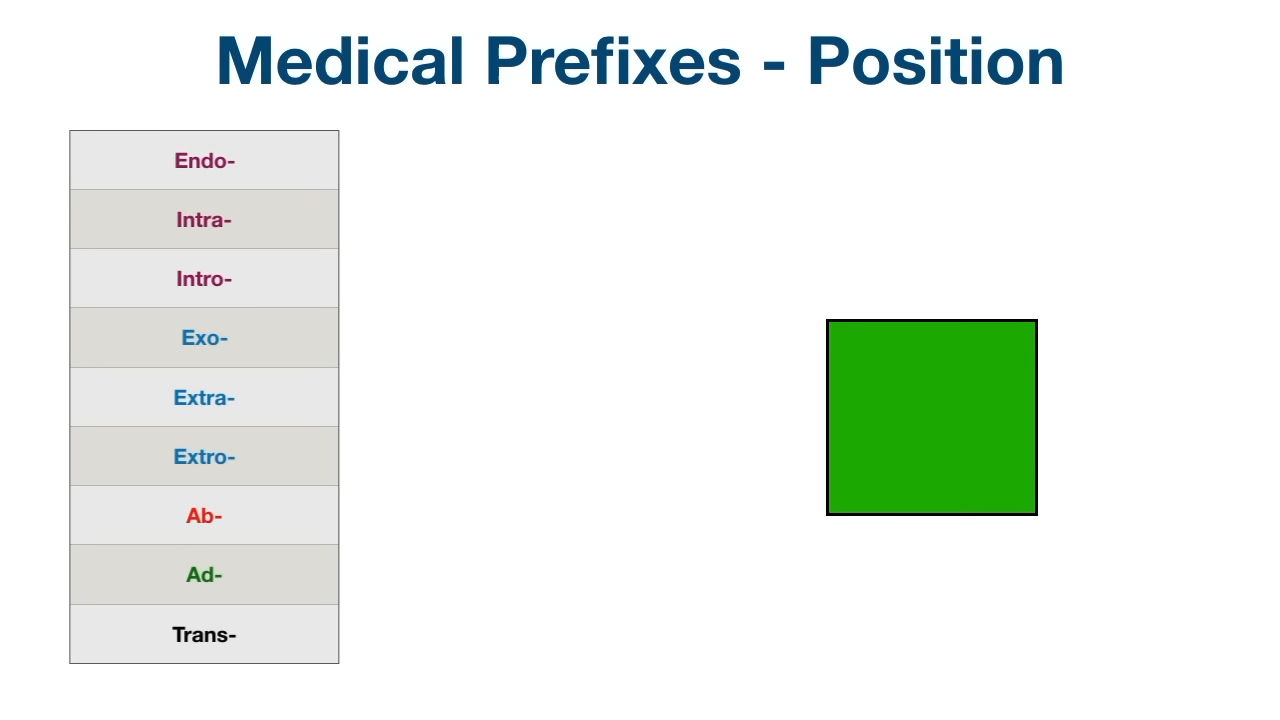 Medical Prefixes - Position
Endo-
Intra-
Intro-
Exo-
Extra-
Extro-
Ab-
Ad-
Trans-